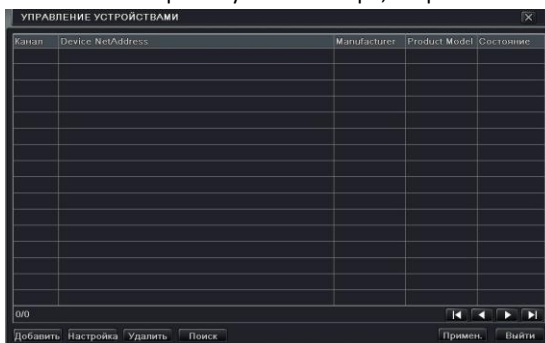 УПРАВЛЕНИЕ УСТРОЙСТВАМИ
Канал Device NetAddress Manufacturer Product Model Состояние
0/0
Добавить Настройка Удалить Поиск Примен. Выйти